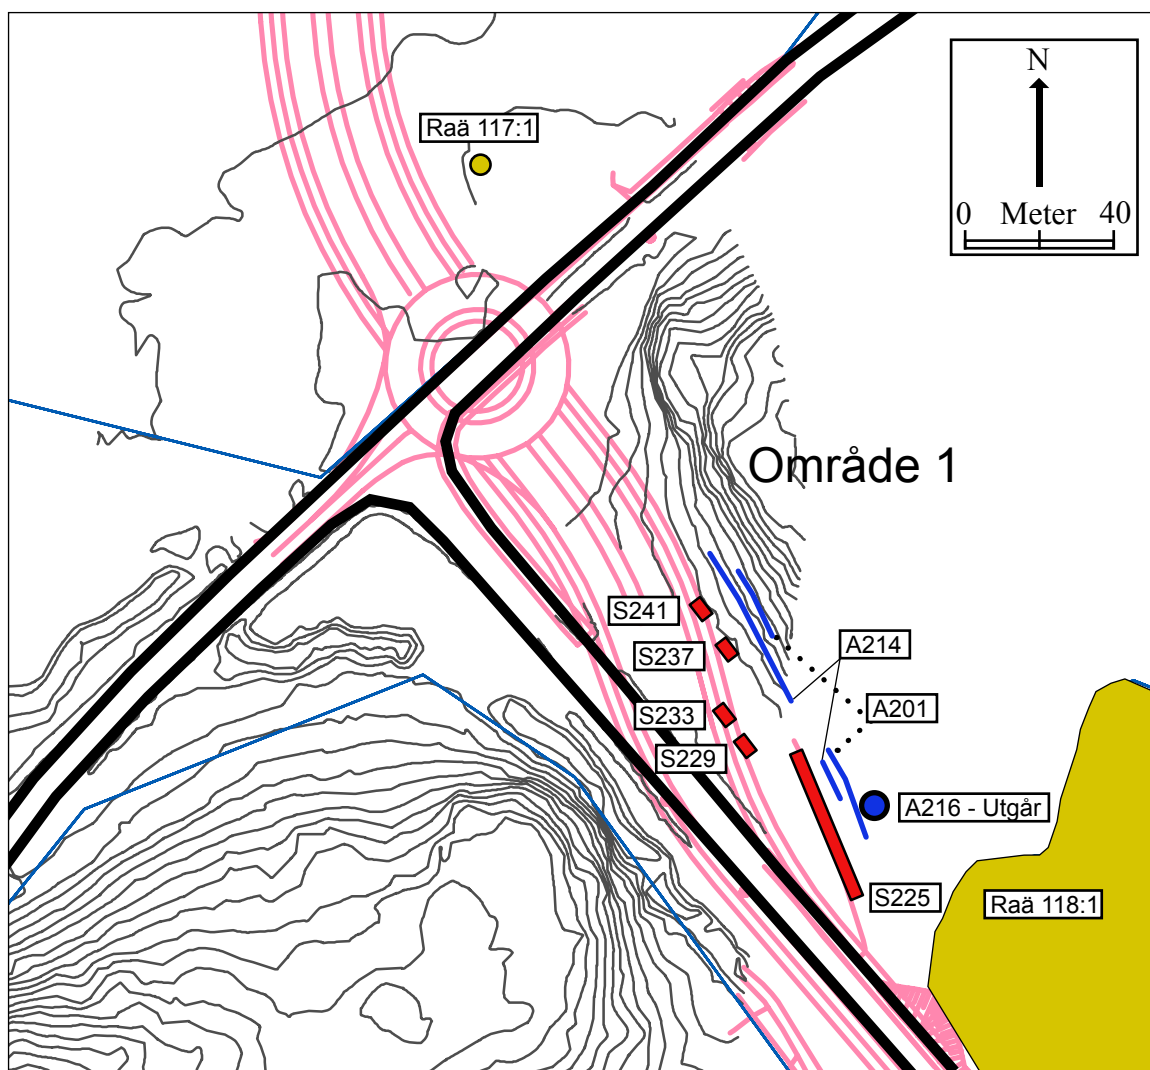 Raä 117:1
N
0 Meter 40
Område 1
S241
A214
S237
A201
S233
S229
A216 - Utgår
S225
Raä 118:1